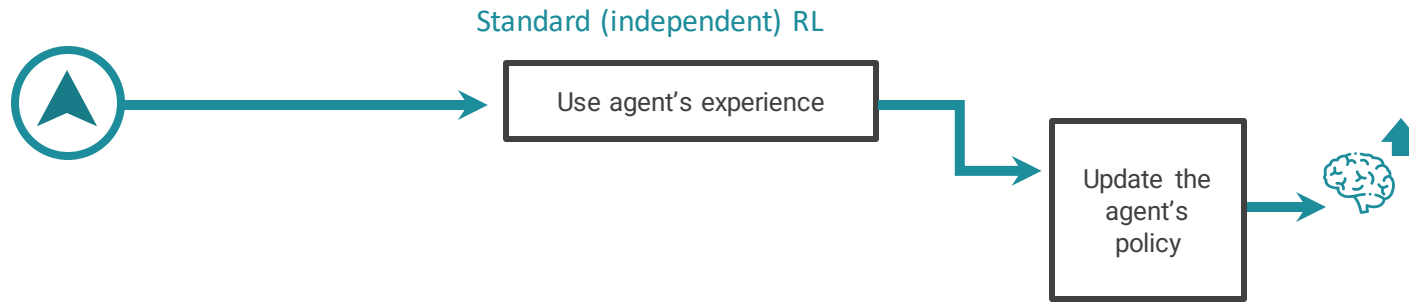 Standard (independent) RL
Use agent’s experience
Update the
agent’s
policy